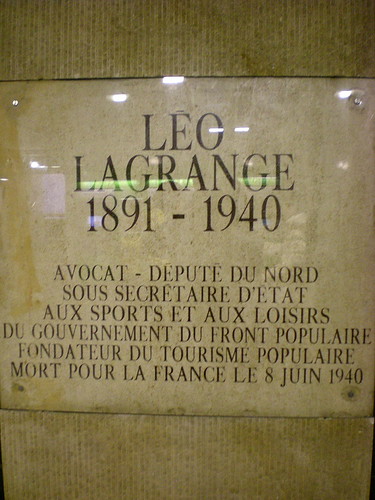 LÉO
LAGRANGE
1891 - 1940
AVOCAT - DÉPUTÉ DU NORD
SOUS SECRÉTAIRE D'ÉTAT
AUX SPORTS ET AUX LOISIRS
DU GOUVERNEMENT DU FRONT POPULAIRE
FONDATEUR DU TOURISME POPULAIRE
MORT POUR LA FRANCE LE 8 JUIN 1940